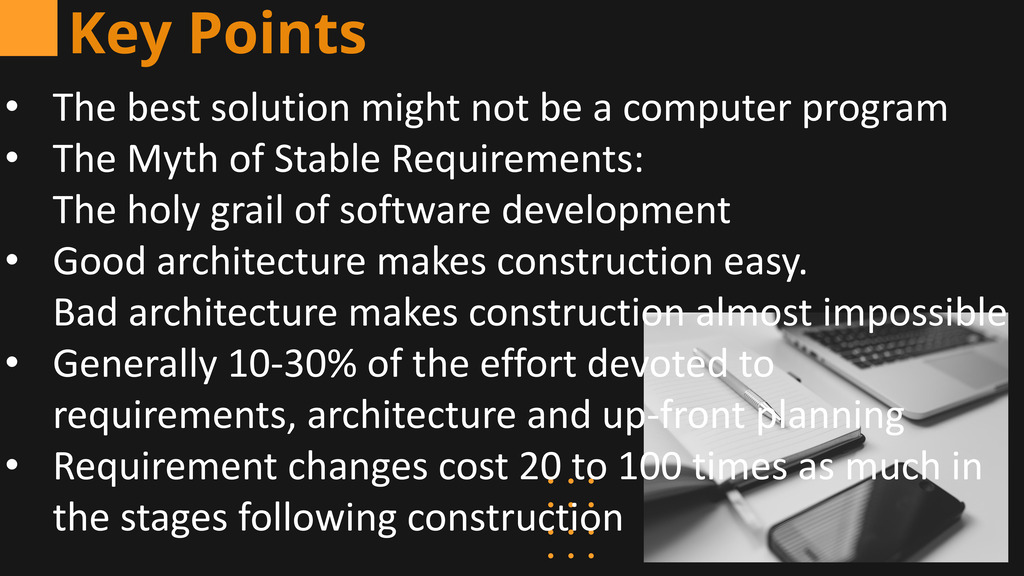 Key Points
• The best solution might not be a computer program
• The Myth of Stable Requirements:
The holy grail of software development
• Good architecture makes construction easy.
Bad architecture makes construction almost impossible
• Generally 10-30% of the effort devoted to
requirements, architecture and up-front planning
• Requirement changes cost 20 to 100 times as much in
the stages following construction